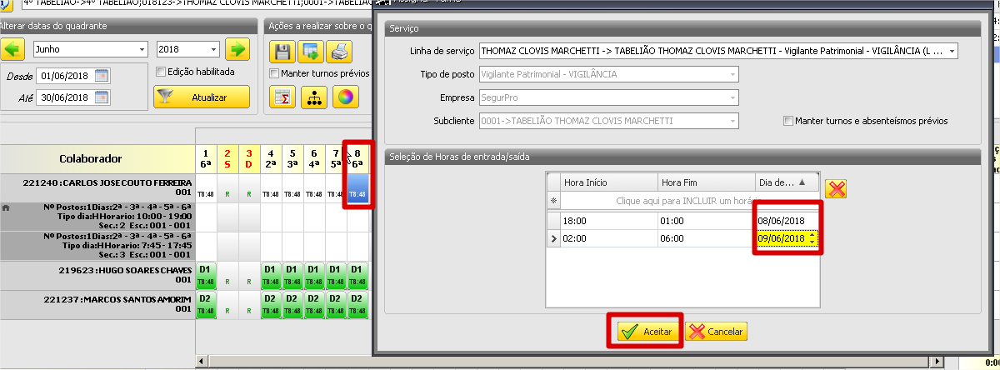 4º TABELIAO->4º TABELIAO;018123->THOMAZ CLOVIS MARCHETTI;0001->TABELIÃO
Alterar datas do quadrante
Junho
2018
Desde 01/06/2018
Até 30/06/2018
Edição habilitada
Atualizar
Ações a realizar sobre o q
Manter turnos prévios
Colaborador
1 2 3 4 5 6 7 8
6ª S D 2ª 3ª 4ª 5ª 6ª
221240:CARLOS JOSE COUTO FERREIRA
001
T8:48 R R T8:48 T8:48 T8:48 T8:48 T8:48
Nº Postos:1Dias:2ª - 3ª - 4ª - 5ª - 6ª
Tipo dia:HHorario: 10:00 - 19:00
Sec.: 2 Esc.: 001 - 001
Nº Postos:1Dias:2ª - 3ª - 4ª - 5ª - 6ª
Tipo dia:HHorario: 7:45 - 17:45
Sec.: 3 Esc.: 001 - 001
219623:HUGO SOARES CHAVES
001
D1 D1 D1 D1 D1 D1
T8:48 R R T8:48 T8:48 T8:48 T8:48 T8:48
221237:MARCOS SANTOS AMORIM
001
D2 D2 D2 D2 D2 D2
T8:48 R R T8:48 T8:48 T8:48 T8:48 T8:48
Serviço
Linha de serviço THOMAZ CLOVIS MARCHETTI -> TABELIÃO THOMAZ CLOVIS MARCHETTI - Vigilante Patrimonial - VIGILÂNCIA (L ...
Tipo de posto Vigilante Patrimonial - VIGILÂNCIA
Empresa SegurPro
Subcliente 0001->TABELIÃO THOMAZ CLOVIS MARCHETTI
Manter turnos e absenteísmos prévios
Seleção de Horas de entrada/saída
Hora Início Hora Fim Dia de...
Clique aqui para INCLUIR um horário
18:00 01:00 08/06/2018
02:00 06:00 09/06/2018
Aceitar
Cancelar
0:00